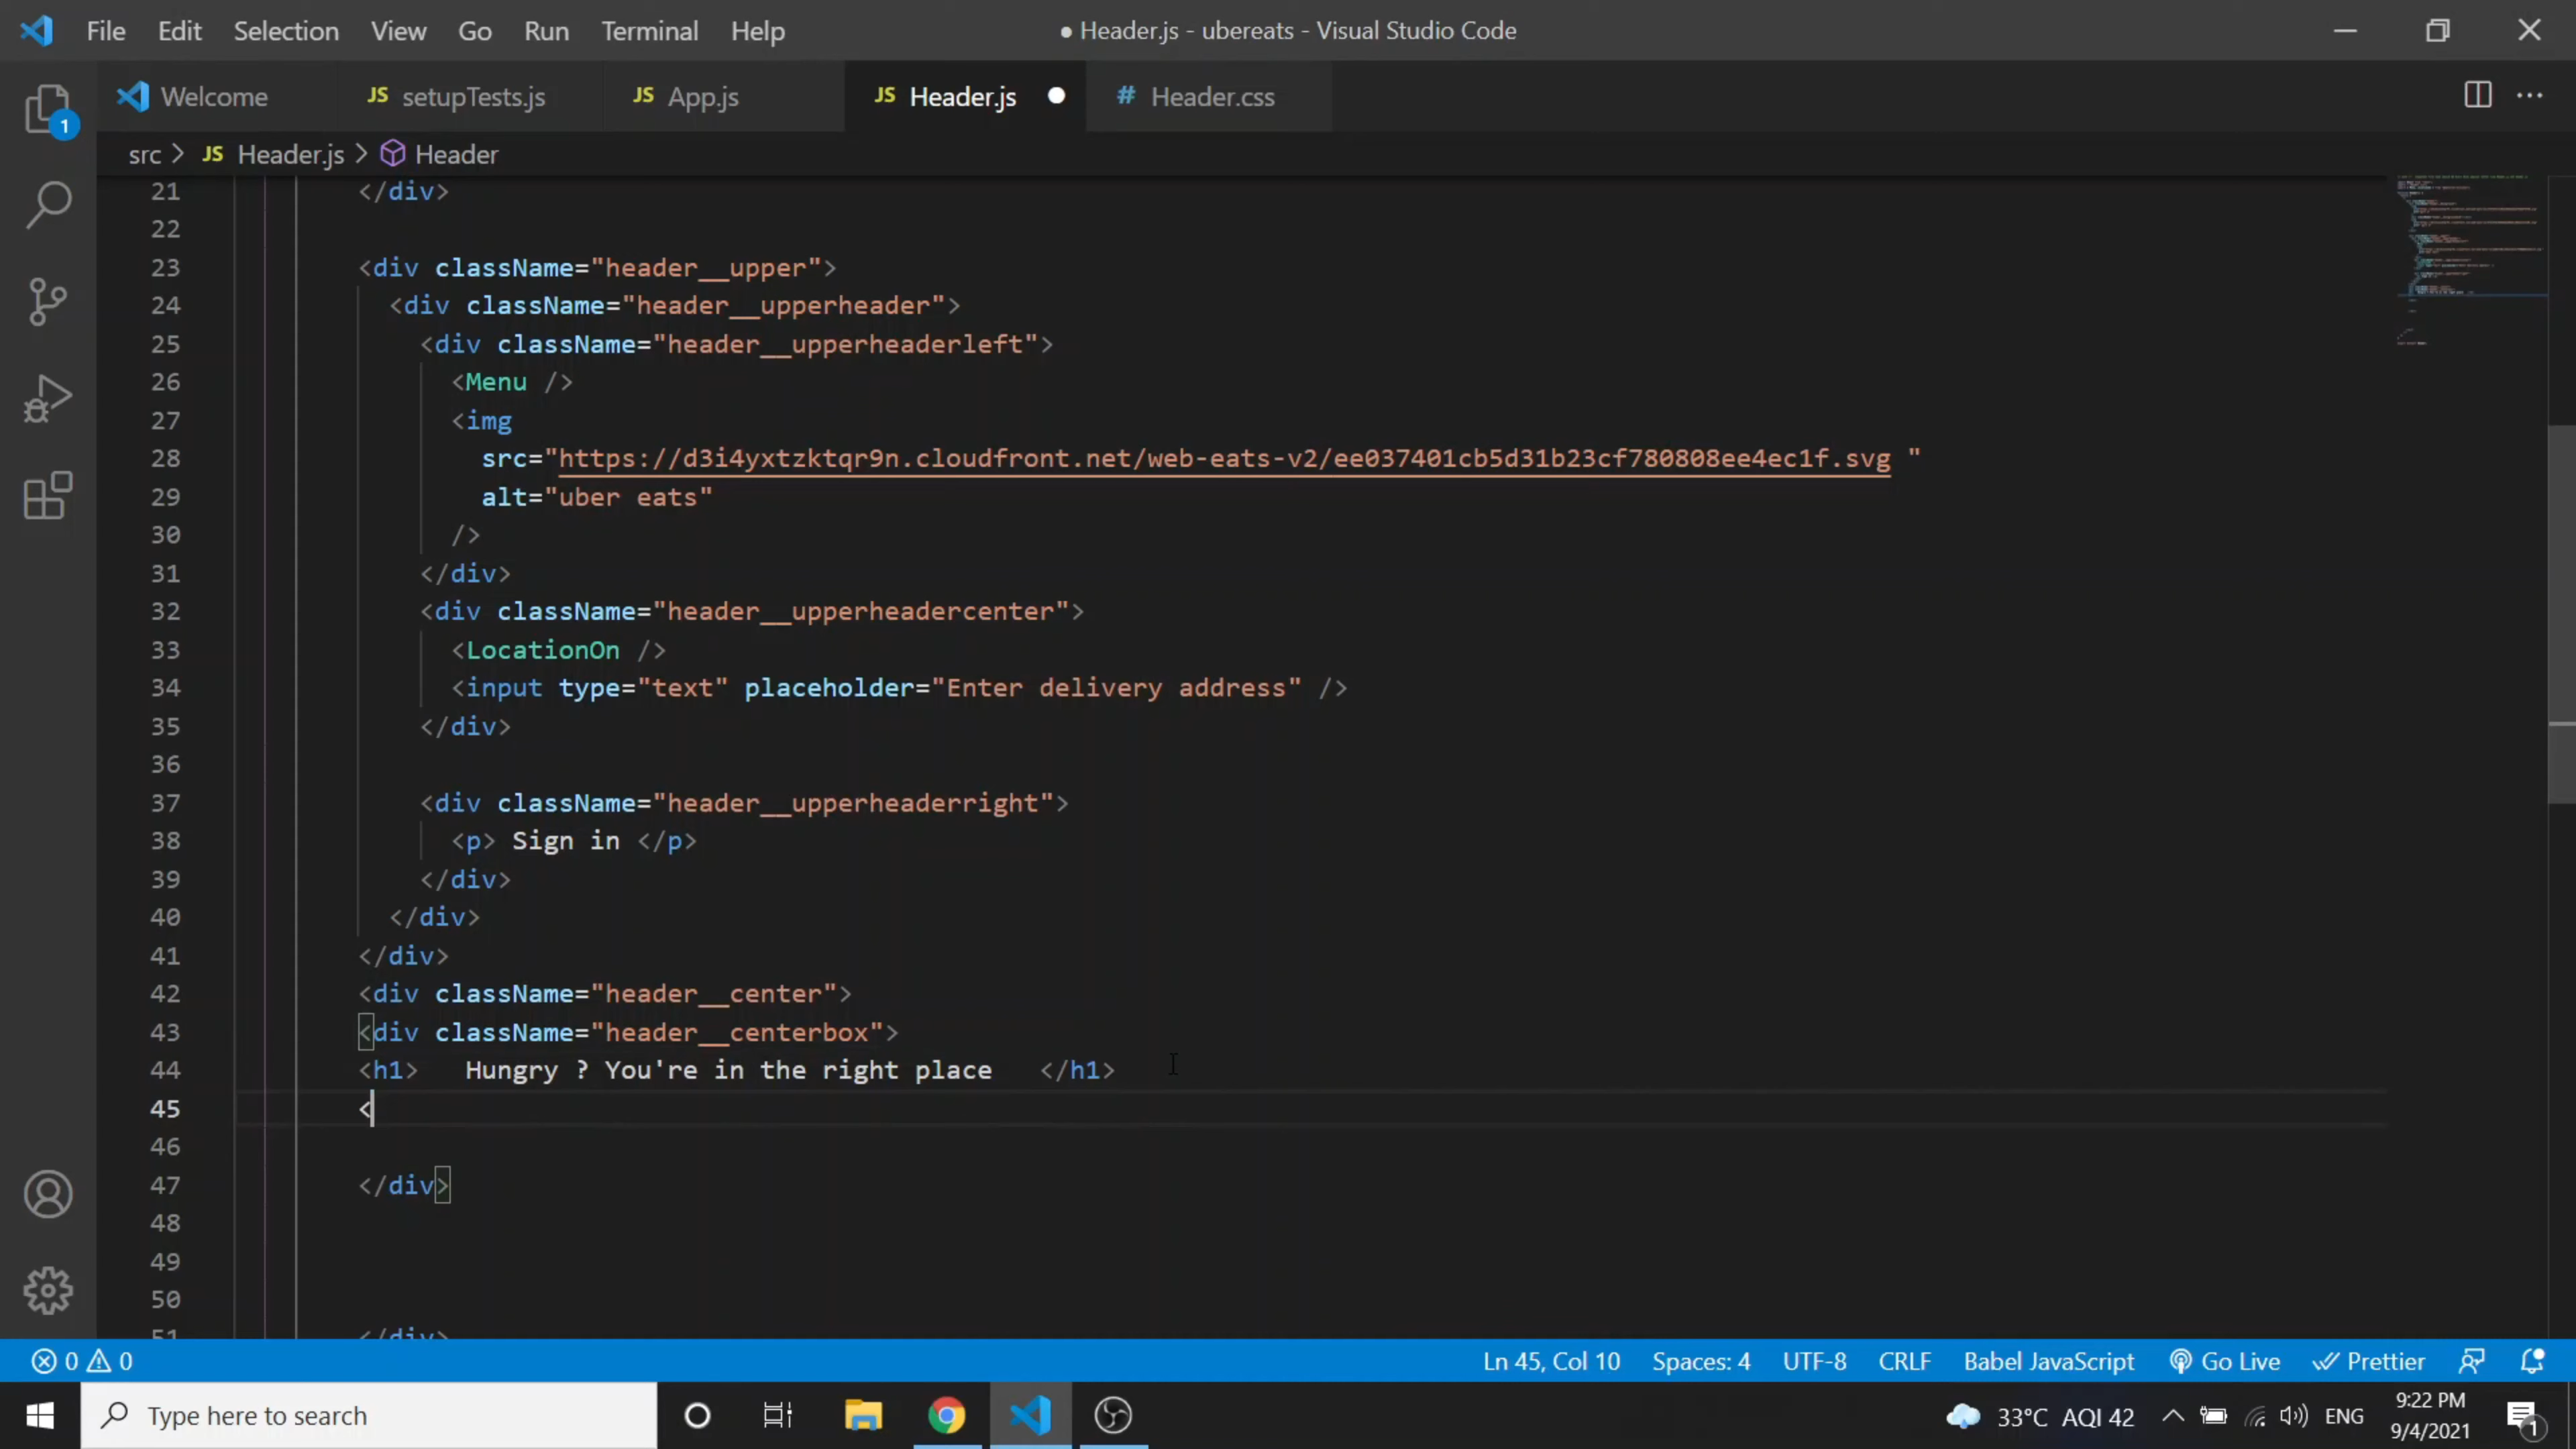 File Edit Selection View Go Run Terminal Help
● Header.js - ubereats - Visual Studio Code
Welcome
JS setupTests.js
JS App.js
JS Header.js ●
# Header.css
1
src > JS Header.js > Header
21 </div>
22
23 <div className="header__upper">
24 <div className="header__upperheader">
25 <div className="header__upperheaderleft">
26 <Menu />
27 <img
28 src="https://d3i4yxtzktqr9n.cloudfront.net/web-eats-v2/ee037401cb5d31b23cf780808ee4ec1f.svg "
29 alt="uber eats"
30 />
31 </div>
32 <div className="header__upperheadercenter">
33 <LocationOn />
34 <input type="text" placeholder="Enter delivery address" />
35 </div>
36
37 <div className="header__upperheaderright">
38 <p> Sign in </p>
39 </div>
40 </div>
41 </div>
42 <div className="header__center">
43 <div className="header__centerbox">
44 <h1>   Hungry ? You're in the right place   </h1>
45 <
46
47 </div>
48
49
50
51 </div>
0 0 Ln 45, Col 10 Spaces: 4 UTF-8 CRLF Babel JavaScript Go Live Prettier
Type here to search
33°C AQI 42 ENG
9:22 PM
9/4/2021
1